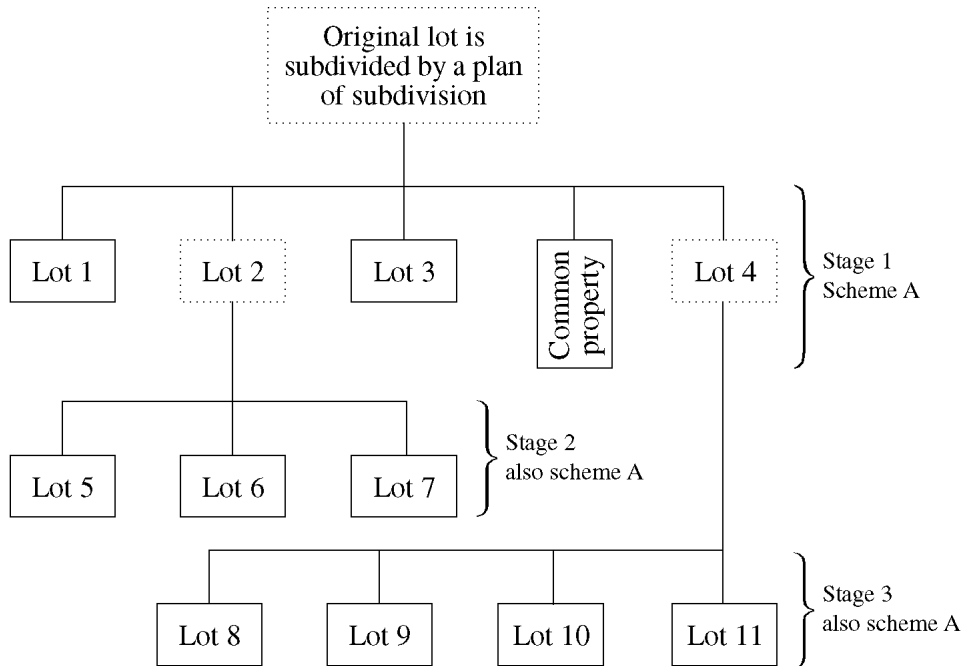 Original lot is
subdivided by a plan
of subdivision
Lot 1
Lot 2
Lot 3
Common
property
Lot 4
Stage 1
Scheme A
Lot 5
Lot 6
Lot 7
Stage 2
also scheme A
Lot 8
Lot 9
Lot 10
Lot 11
Stage 3
also scheme A